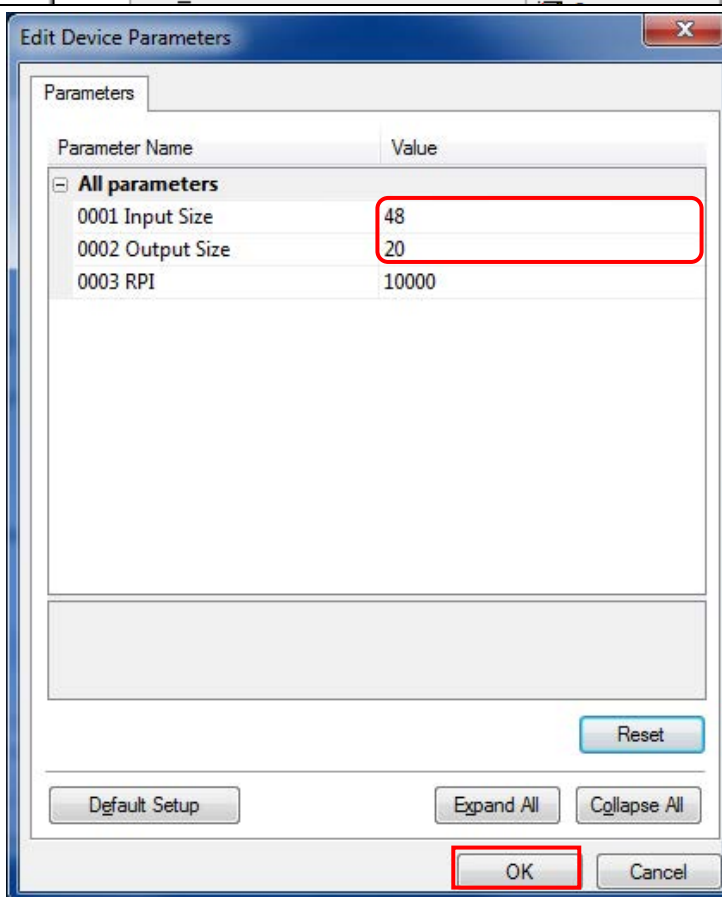 Edit Device Parameters
Parameters
Parameter Name Value
All parameters
0001 Input Size 48
0002 Output Size 20
0003 RPI 10000
Reset
Default Setup Expand All Collapse All
OK Cancel